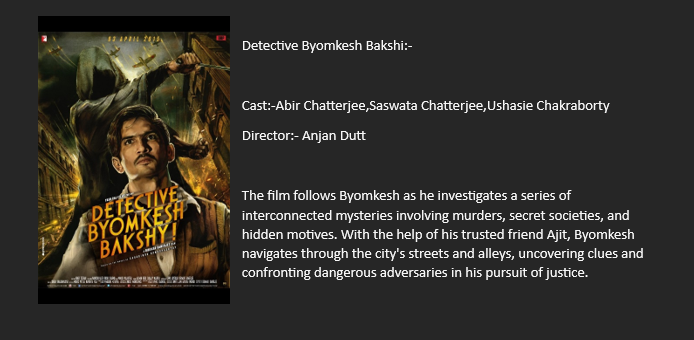 03 APRIL 2015
DETECTIVE
BYOMKESH
BAKSHY!
Detective Byomkesh Bakshi:-
Cast:-Abir Chatterjee,Saswata Chatterjee,Ushasie Chakraborty
Director:- Anjan Dutt
The film follows Byomkesh as he investigates a series of
interconnected mysteries involving murders, secret societies, and
hidden motives. With the help of his trusted friend Ajit, Byomkesh
navigates through the city's streets and alleys, uncovering clues and
confronting dangerous adversaries in his pursuit of justice.